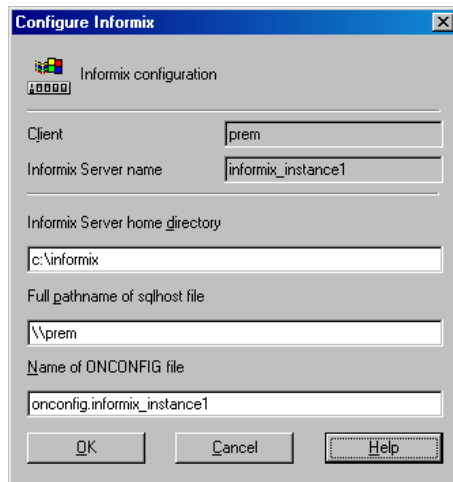 Configure Informix
Informix configuration
Client
prem
Informix Server name
informix_instance1
Informix Server home directory
c:\informix
Full pathname of sqlhost file
\\prem
Name of ONCONFIG file
onconfig.informix_instance1
OK
Cancel
Help